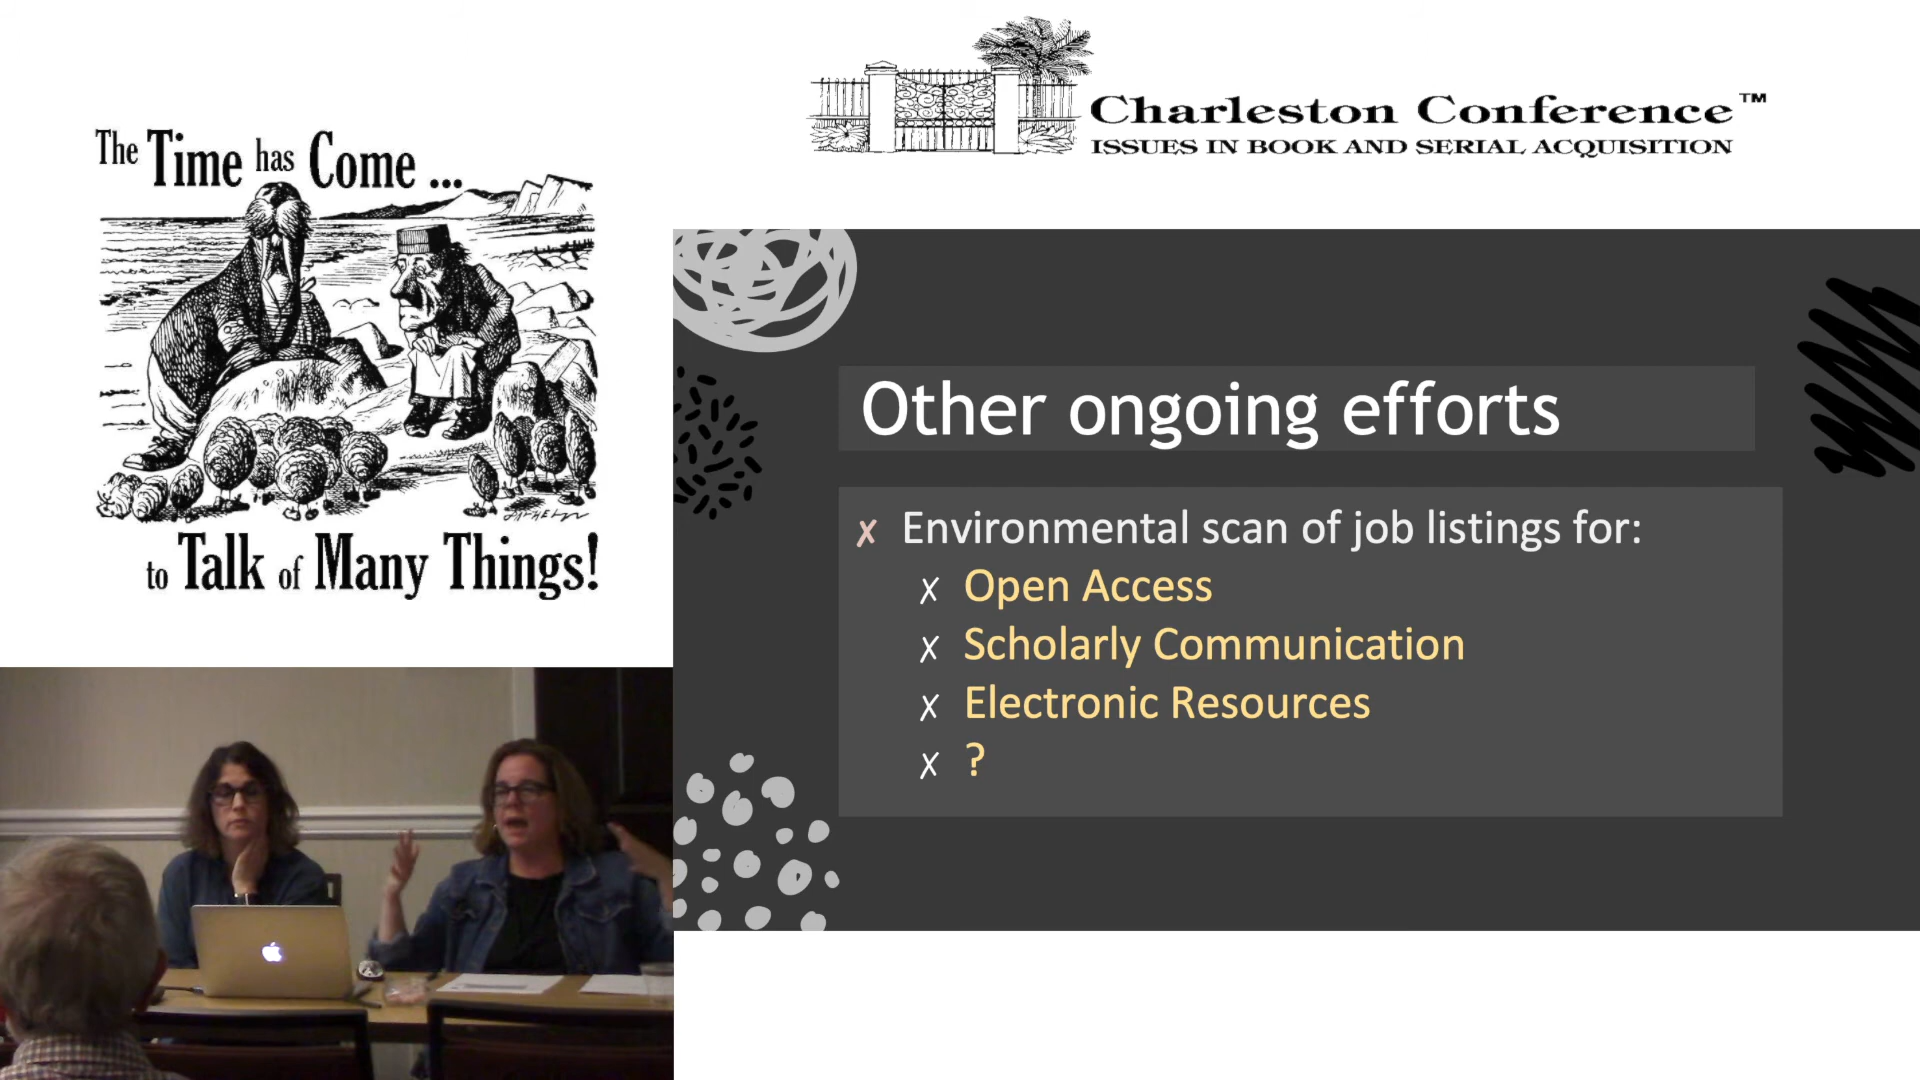 The Time has Come ...
to Talk of Many Things!
Charleston Conference™
ISSUES IN BOOK AND SERIAL ACQUISITION
Other ongoing efforts
✗ Environmental scan of job listings for:
✗ Open Access
✗ Scholarly Communication
✗ Electronic Resources
✗ ?